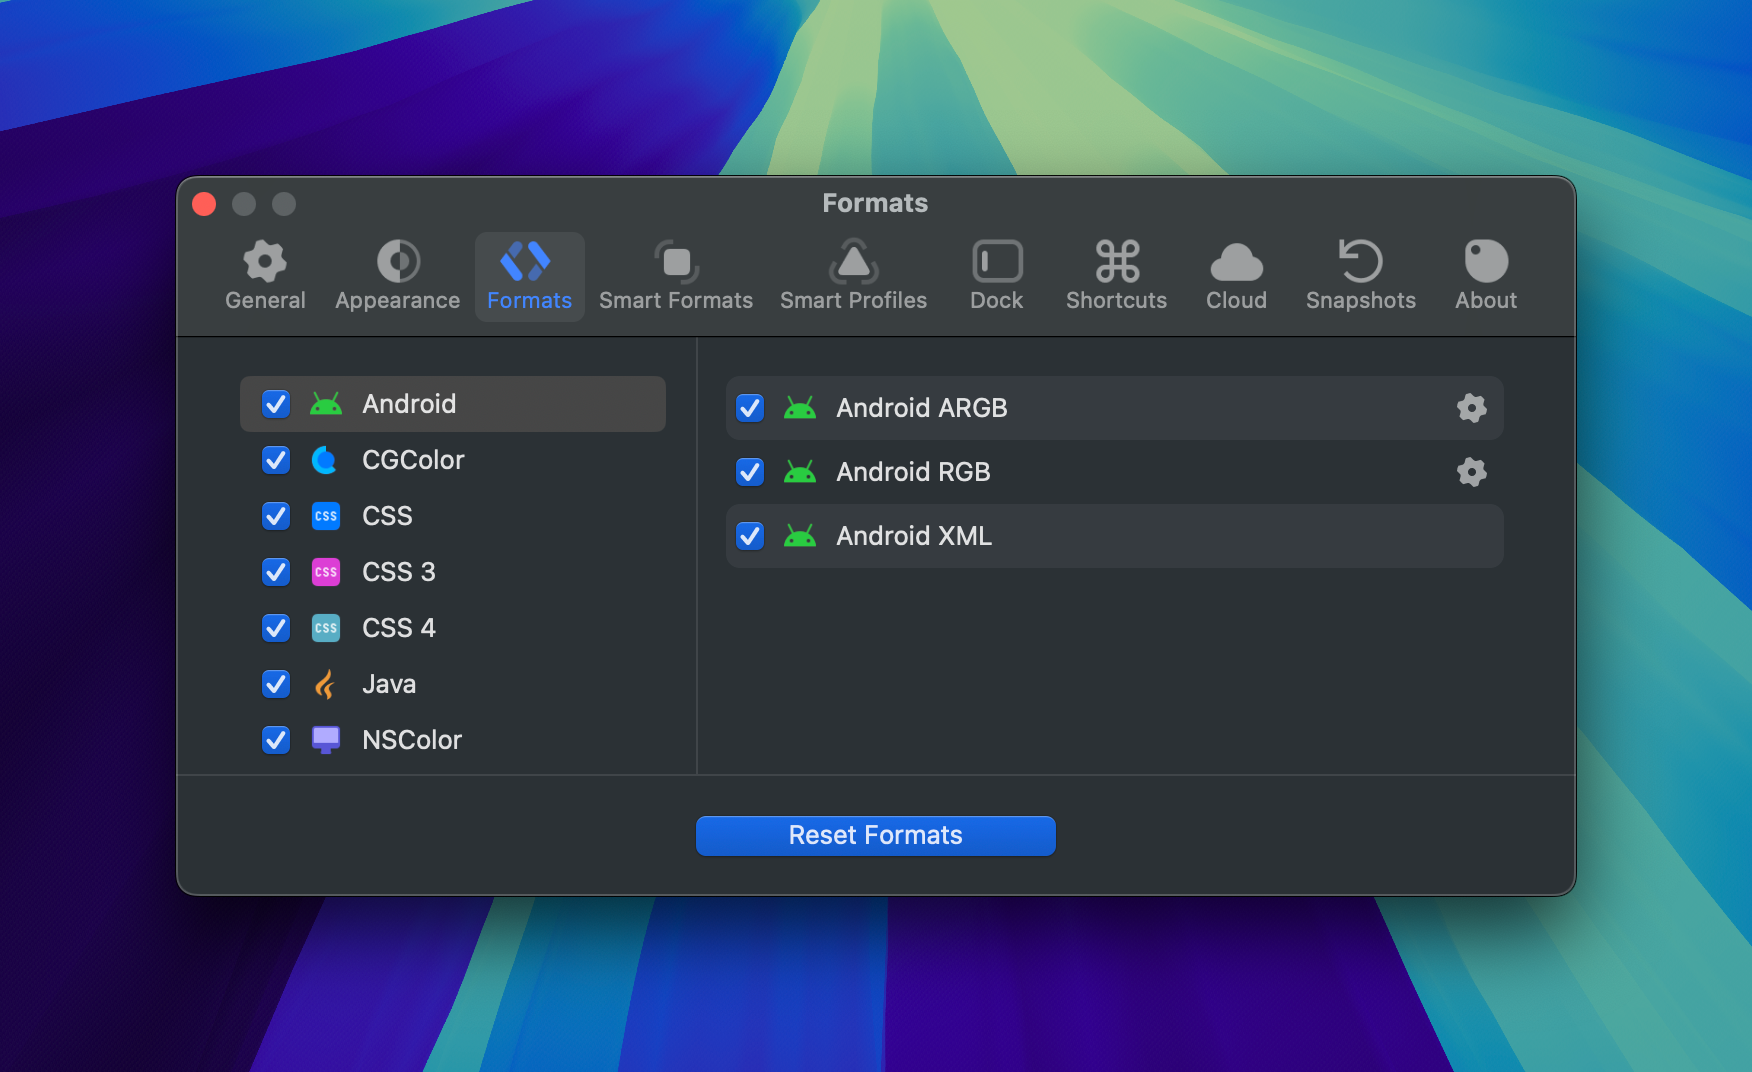 Formats
General Appearance Formats Smart Formats Smart Profiles Dock Shortcuts Cloud Snapshots About
Android
CGColor
CSS CSS
CSS CSS 3
CSS CSS 4
Java
NSColor
Android ARGB
Android RGB
Android XML
Reset Formats